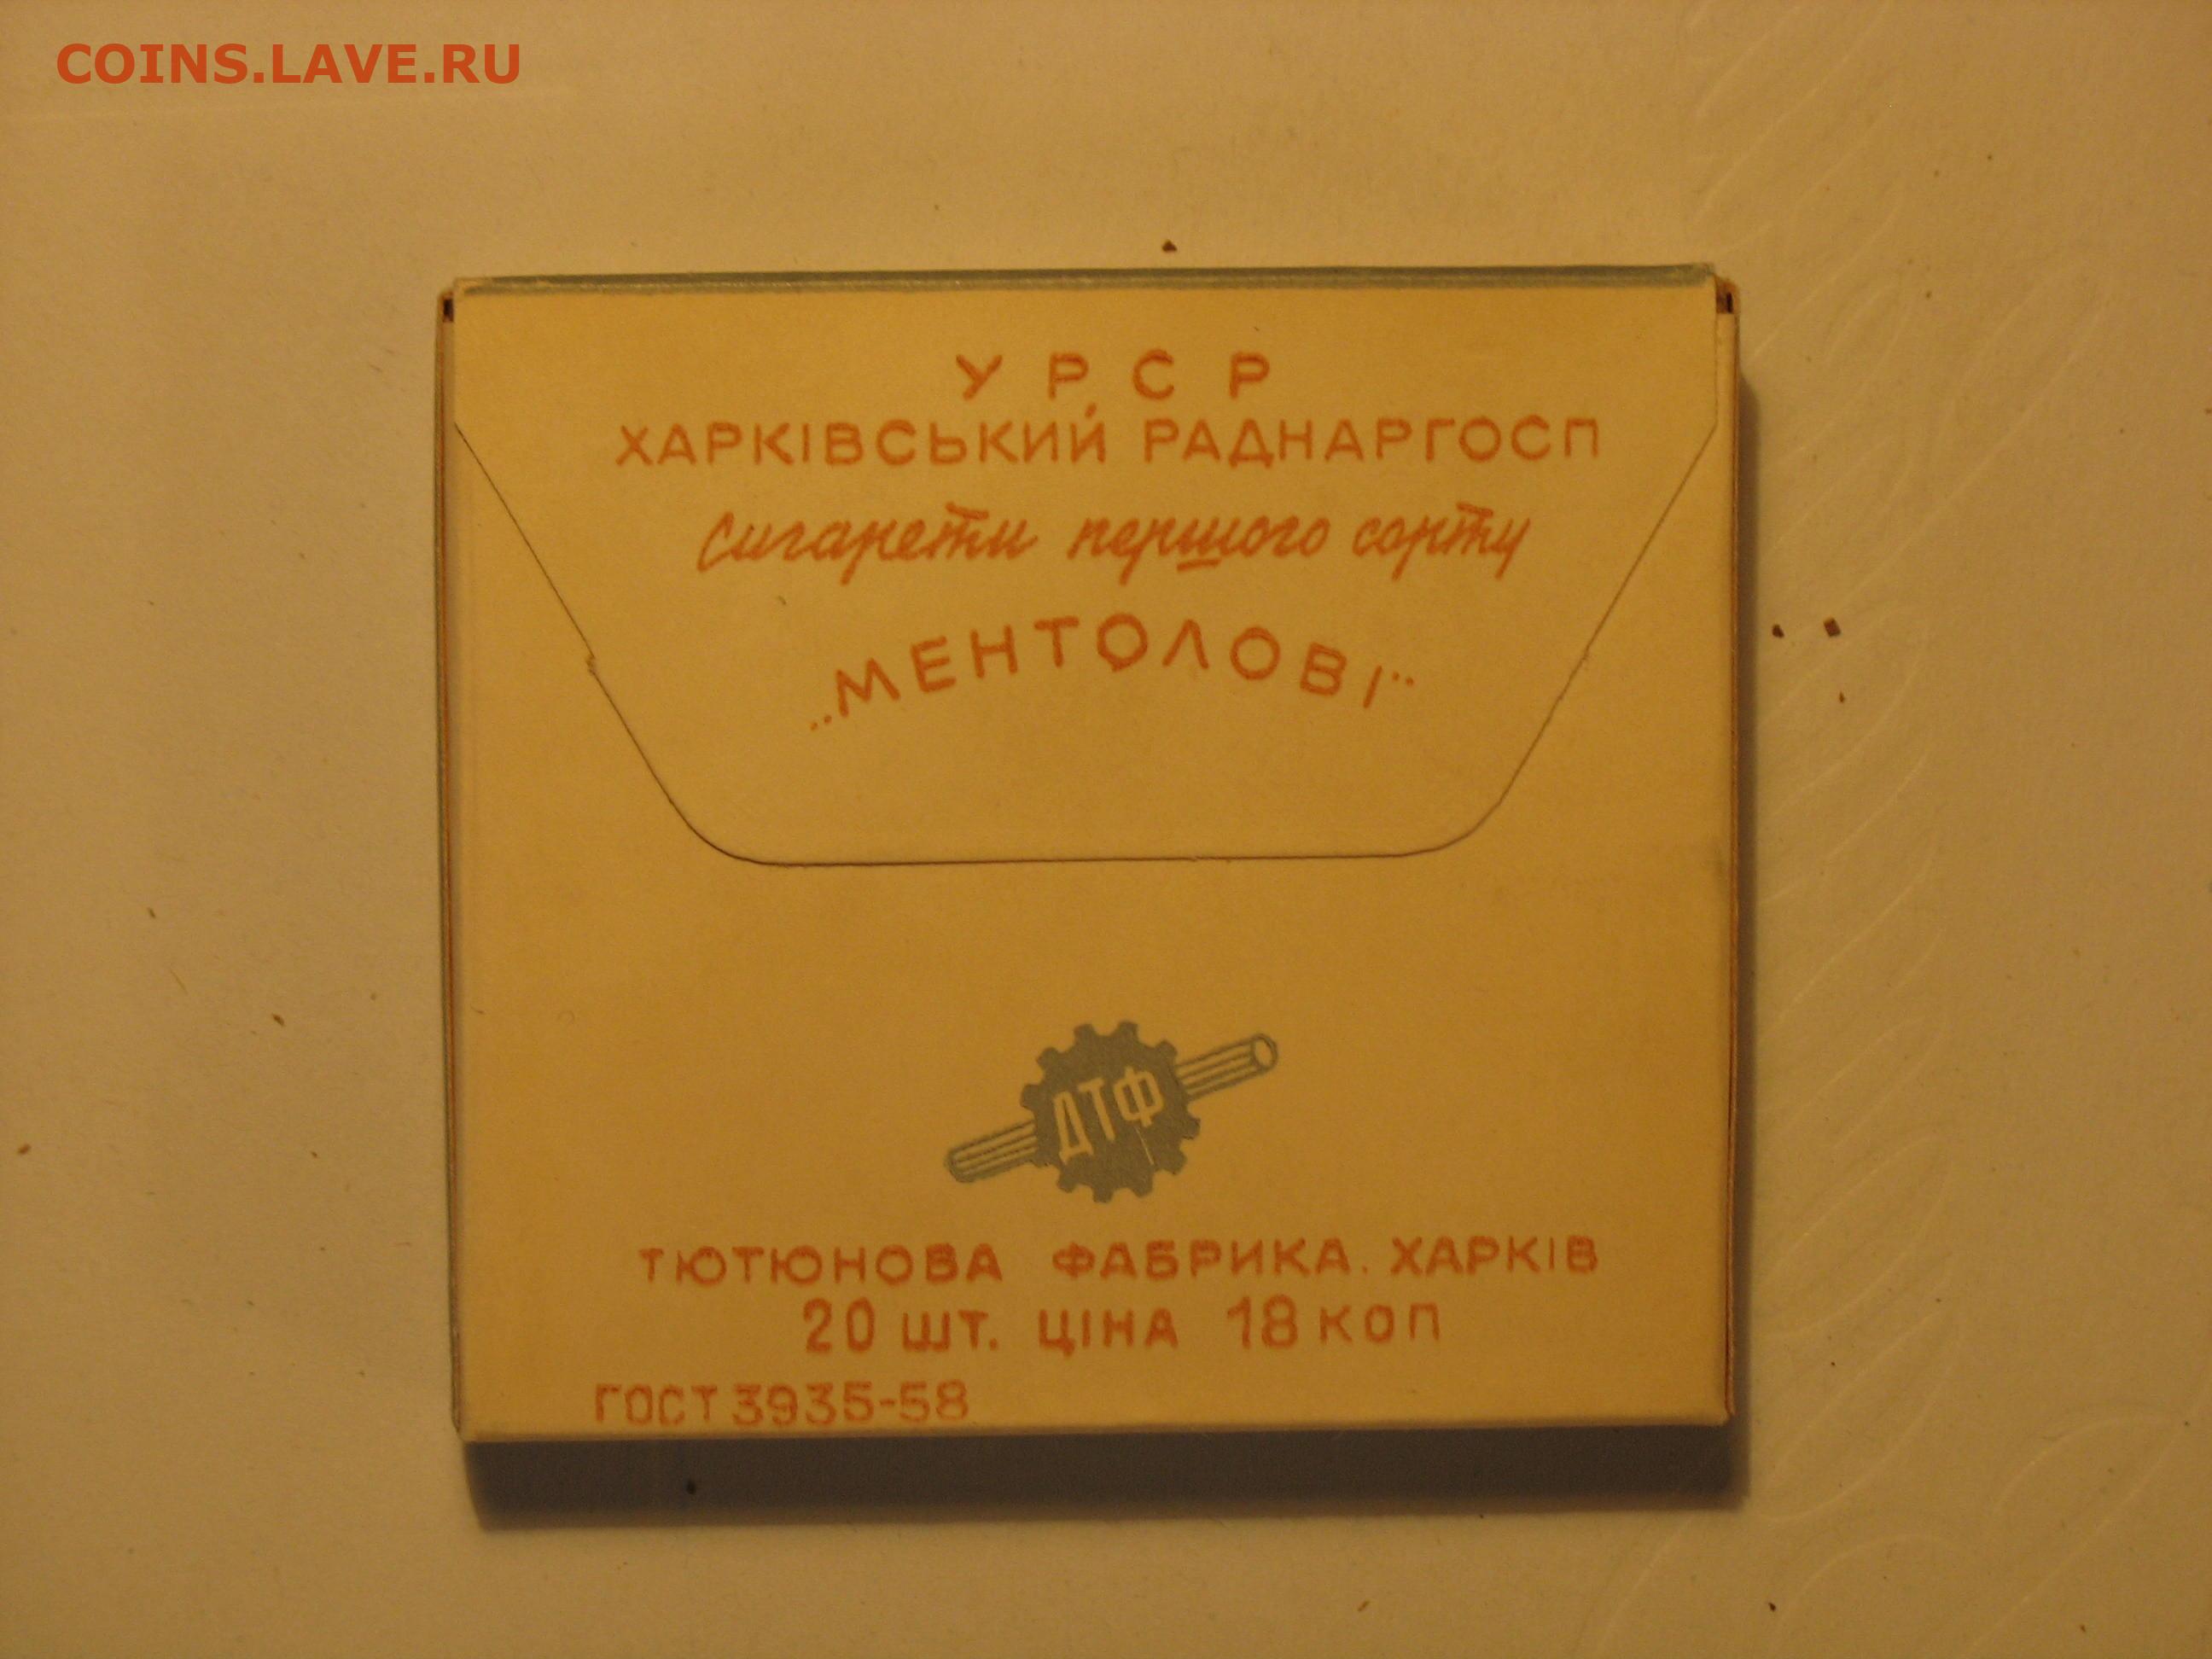 COINS.LAVE.RU
УРСР
ХАРКІВСЬКИЙ РАДНАРГОСП
сигарети першого сорту
„МЕНТОЛОВІ"
ДТФ
ТЮТЮНОВА ФАБРИКА. ХАРКІВ
20 ШТ. ЦІНА 18 КОП
ГОСТ 3935-58